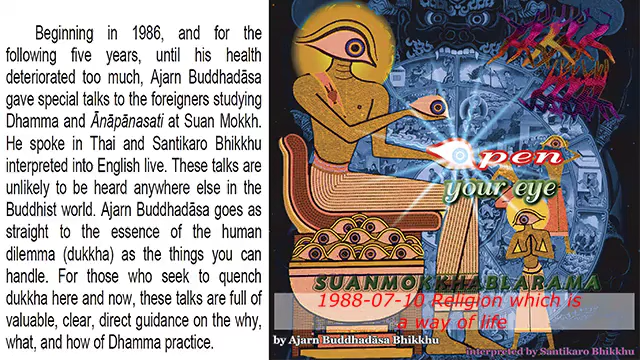 Beginning in 1986, and for the
following five years, until his health
deteriorated too much, Ajarn Buddhadāsa
gave special talks to the foreigners studying
Dhamma and Ānāpānasati at Suan Mokkh.
He spoke in Thai and Santikaro Bhikkhu
interpreted into English live. These talks are
unlikely to be heard anywhere else in the
Buddhist world. Ajarn Buddhadāsa goes as
straight to the essence of the human
dilemma (dukkha) as the things you can
handle. For those who seek to quench
dukkha here and now, these talks are full of
valuable, clear, direct guidance on the why,
what, and how of Dhamma practice.
open
your eye
SUANMOKKHABLARAMA
1988-07-10 Religion which is
a way of life
by Ajarn Buddhadāsa Bhikkhu
interpreted by Santikaro Bhikkhu